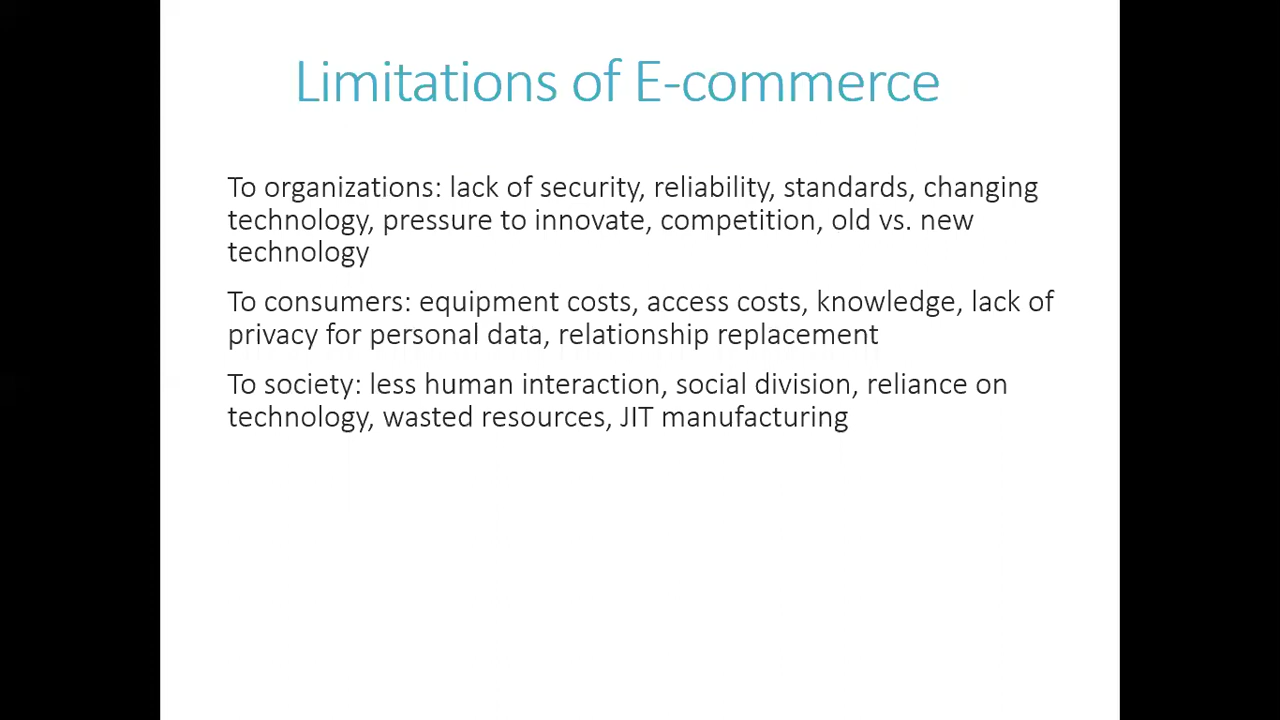 Limitations of E-commerce
To organizations: lack of security, reliability, standards, changing
technology, pressure to innovate, competition, old vs. new
technology
To consumers: equipment costs, access costs, knowledge, lack of
privacy for personal data, relationship replacement
To society: less human interaction, social division, reliance on
technology, wasted resources, JIT manufacturing